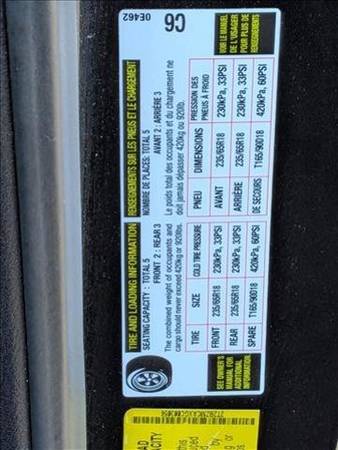 TIRE AND LOADING INFORMATION
SEATING CAPACITY : TOTAL 5 FRONT 2 : REAR 3
The combined weight of occupants and
cargo should never exceed 420kg or 920lbs.
TIRE SIZE COLD TIRE PRESSURE
FRONT 235/65R18 230kPa, 33PSI
REAR 235/65R18 230kPa, 33PSI
SPARE T165/90D18 420kPa, 60PSI
SEE OWNER'S
MANUAL FOR
ADDITIONAL
INFORMATION
RENSEIGNEMENTS SUR LES PNEUS ET LE CHARGEMENT
NOMBRE DE PLACES: TOTAL 5 AVANT 2 : ARRIÈRE 3
Le poids total des occupants et du chargement ne
doit jamais dépasser 420kg ou 920lb.
PNEU DIMENSIONS PRESSION DES
PNEUS À FROID
AVANT 235/65R18 230kPa, 33PSI
ARRIÈRE 235/65R18 230kPa, 33PSI
DE SECOURS T165/90D18 420kPa, 60PSI
VOIR LE MANUEL
DE L'USAGER
POUR PLUS DE
RENSEIGNEMENTS
0E462
C6